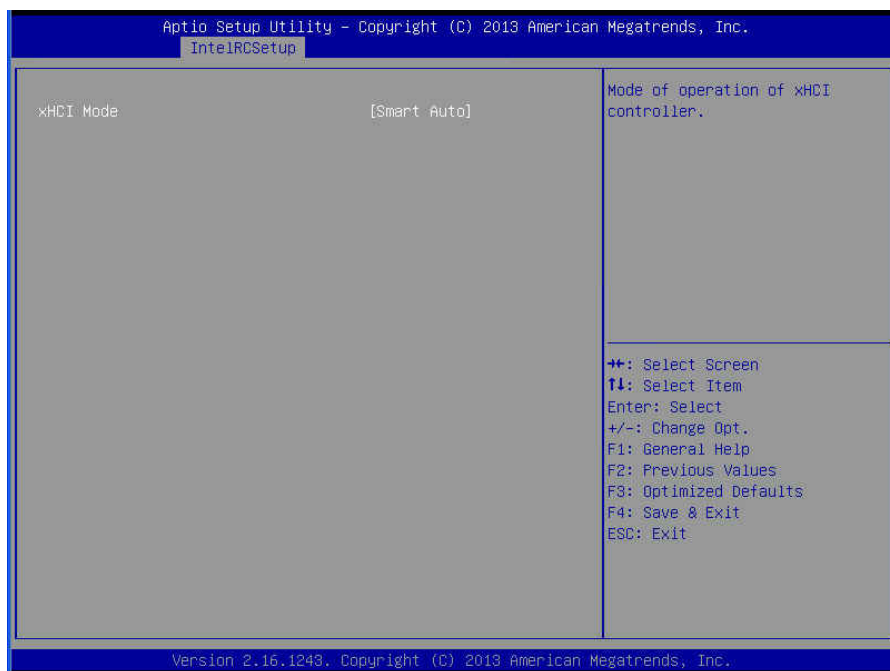 Aptio Setup Utility – Copyright (C) 2013 American Megatrends, Inc.
IntelRCSetup
xHCI Mode [Smart Auto]
Mode of operation of xHCI
controller.
→←: Select Screen
↑↓: Select Item
Enter: Select
+/-: Change Opt.
F1: General Help
F2: Previous Values
F3: Optimized Defaults
F4: Save & Exit
ESC: Exit
Version 2.16.1243. Copyright (C) 2013 American Megatrends, Inc.